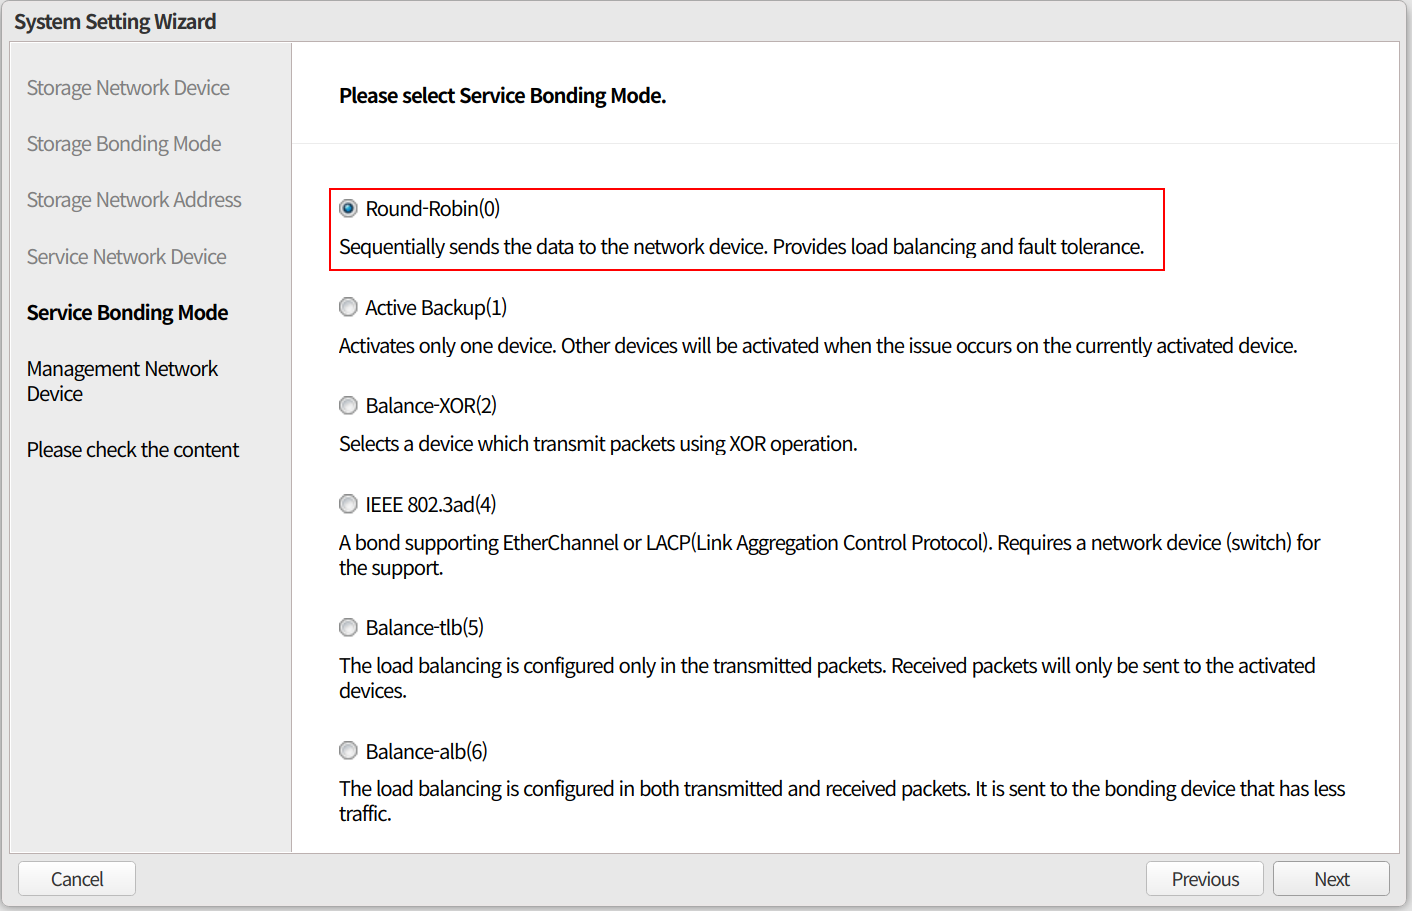 System Setting Wizard
Storage Network Device
Storage Bonding Mode
Storage Network Address
Service Network Device
Service Bonding Mode
Management Network
Device
Please check the content
Please select Service Bonding Mode.
Round-Robin(0)
Sequentially sends the data to the network device. Provides load balancing and fault tolerance.
Active Backup(1)
Activates only one device. Other devices will be activated when the issue occurs on the currently activated device.
Balance-XOR(2)
Selects a device which transmit packets using XOR operation.
IEEE 802.3ad(4)
A bond supporting EtherChannel or LACP(Link Aggregation Control Protocol). Requires a network device (switch) for
the support.
Balance-tlb(5)
The load balancing is configured only in the transmitted packets. Received packets will only be sent to the activated
devices.
Balance-alb(6)
The load balancing is configured in both transmitted and received packets. It is sent to the bonding device that has less
traffic.
Cancel
Previous
Next